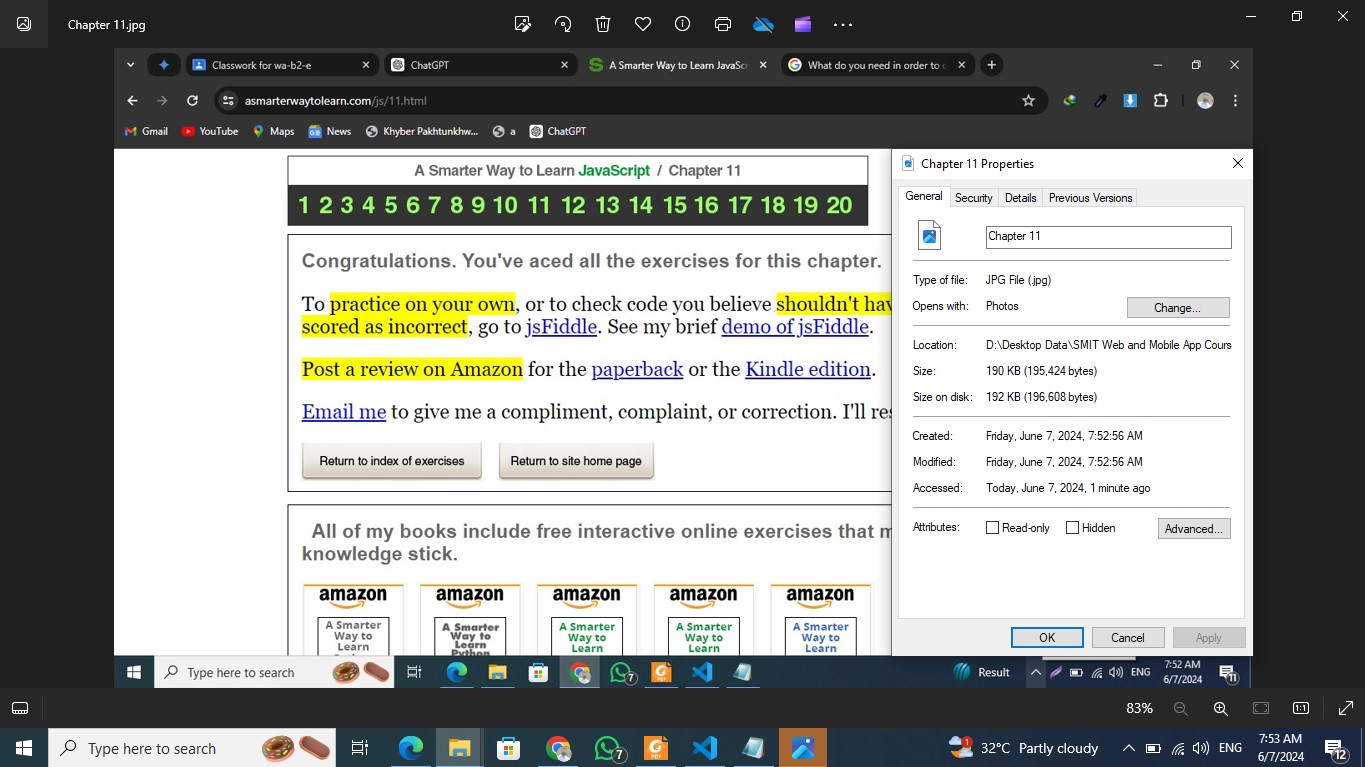 Chapter 11.jpg
Classwork for wa-b2-e
ChatGPT
A Smarter Way to Learn JavaSc
What do you need in order to c
asmarterwaytolearn.com/js/11.html
Gmail YouTube Maps News Khyber Pakhtunkhw... a ChatGPT
A Smarter Way to Learn JavaScript / Chapter 11
1 2 3 4 5 6 7 8 9 10 11 12 13 14 15 16 17 18 19 20
Congratulations. You've aced all the exercises for this chapter.
To practice on your own, or to check code you believe shouldn't hav
scored as incorrect, go to jsFiddle. See my brief demo of jsFiddle.
Post a review on Amazon for the paperback or the Kindle edition.
Email me to give me a compliment, complaint, or correction. I'll res
Return to index of exercises
Return to site home page
All of my books include free interactive online exercises that m
knowledge stick.
amazon amazon amazon amazon amazon
A Smarter Way to Learn
A Smarter Way to Learn Python
A Smarter Way to Learn
A Smarter Way to Learn
A Smarter Way to Learn
Chapter 11 Properties
General Security Details Previous Versions
Chapter 11
Type of file: JPG File (.jpg)
Opens with: Photos Change...
Location: D:\Desktop Data\SMIT Web and Mobile App Cours
Size: 190 KB (195,424 bytes)
Size on disk: 192 KB (196,608 bytes)
Created: Friday, June 7, 2024, 7:52:56 AM
Modified: Friday, June 7, 2024, 7:52:56 AM
Accessed: Today, June 7, 2024, 1 minute ago
Attributes: Read-only Hidden Advanced...
OK Cancel Apply
Type here to search 7 Result ENG 7:52 AM
6/7/2024 11
83% 1:1
Type here to search 7 PDF 1 32°C Partly cloudy ENG 7:53 AM
6/7/2024 12